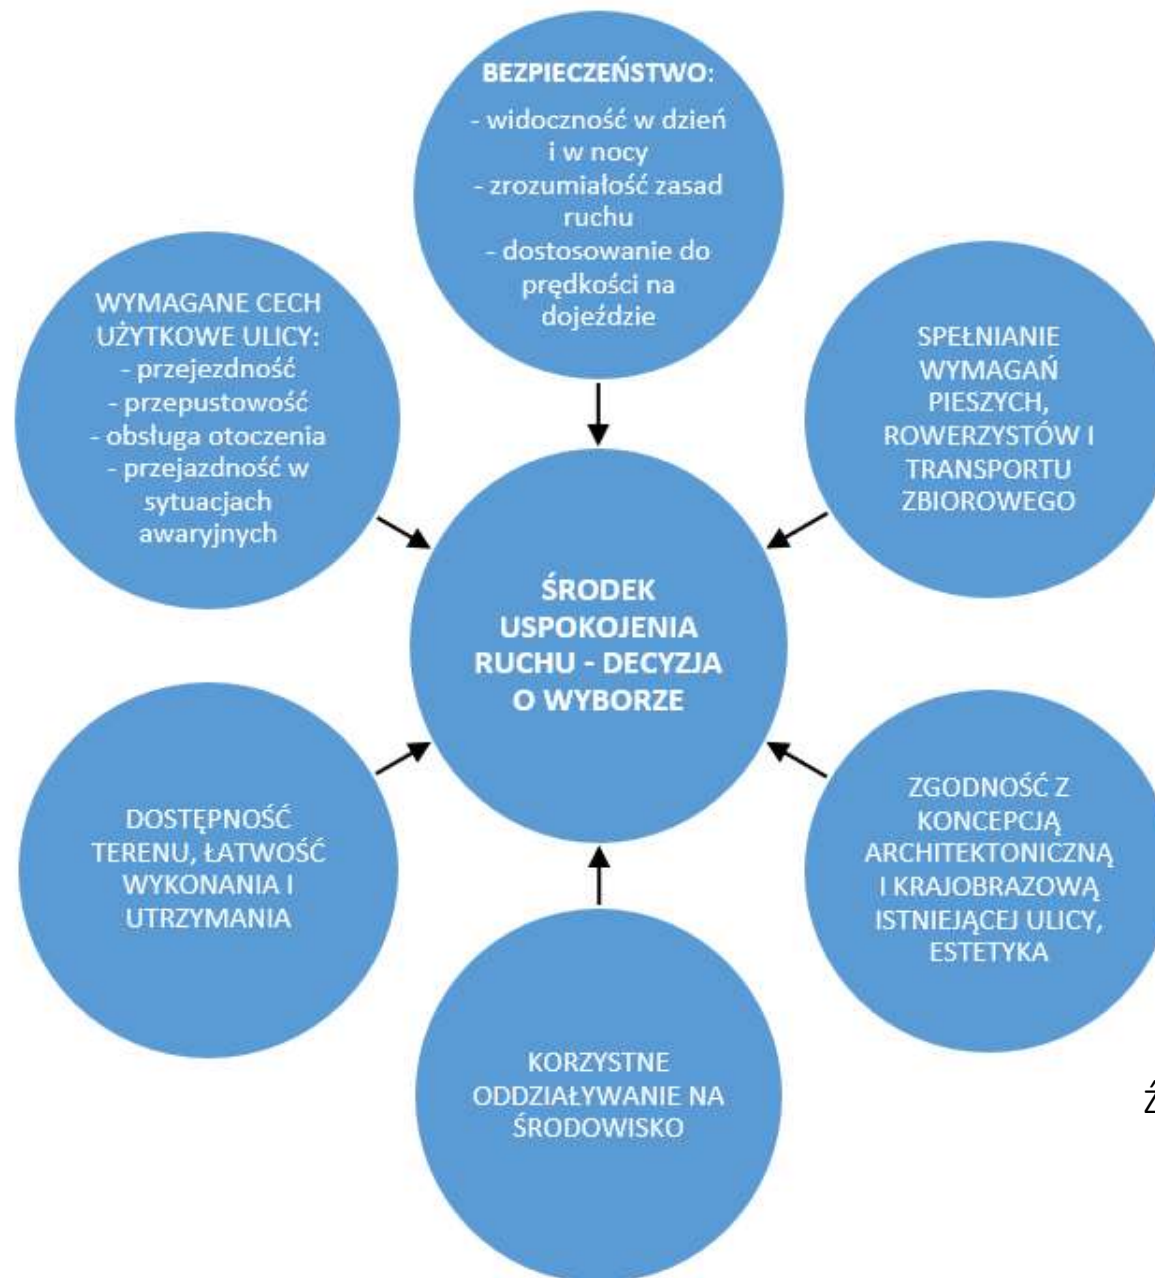 BEZPIECZEŃSTWO:
- widoczność w dzień
i w nocy
- zrozumiałość zasad
ruchu
- dostosowanie do
prędkości na
dojeździe
WYMAGANE CECH
UŻYTKOWE ULICY:
- przejezdność
- przepustowość
- obsługa otoczenia
- przejazdność w
sytuacjach
awaryjnych
SPEŁNIANIE
WYMAGAŃ
PIESZYCH,
ROWERZYSTÓW I
TRANSPORTU
ZBIOROWEGO
ŚRODEK
USPOKOJENIA
RUCHU - DECYZJA
O WYBORZE
DOSTĘPNOŚĆ
TERENU, ŁATWOŚĆ
WYKONANIA I
UTRZYMANIA
ZGODNOŚĆ Z
KONCEPCJĄ
ARCHITEKTONICZNĄ
I KRAJOBRAZOWĄ
ISTNIEJĄCEJ ULICY,
ESTETYKA
KORZYSTNE
ODDZIAŁYWANIE NA
ŚRODOWISKO